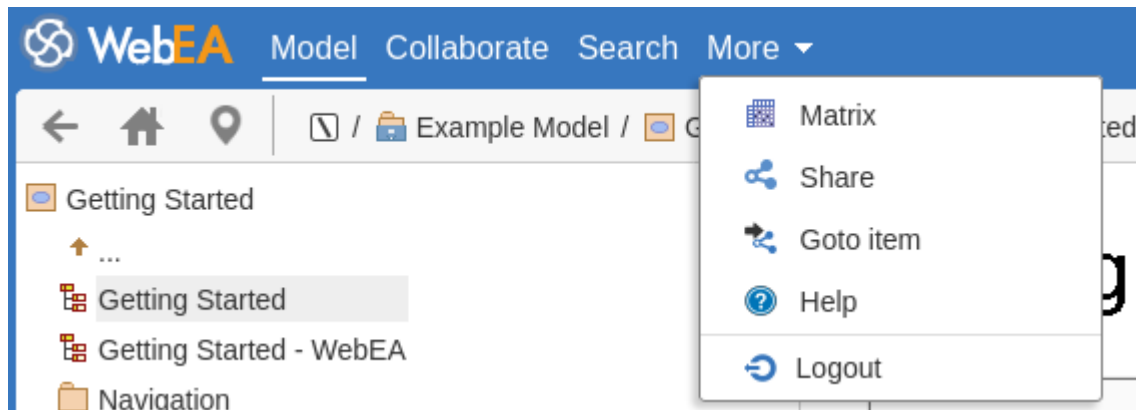 WebEA Model Collaborate Search More
/ Example Model / G ted
Matrix
Share
Goto item
Help
Logout
Getting Started
...
Getting Started
Getting Started - WebEA
Navigation
g